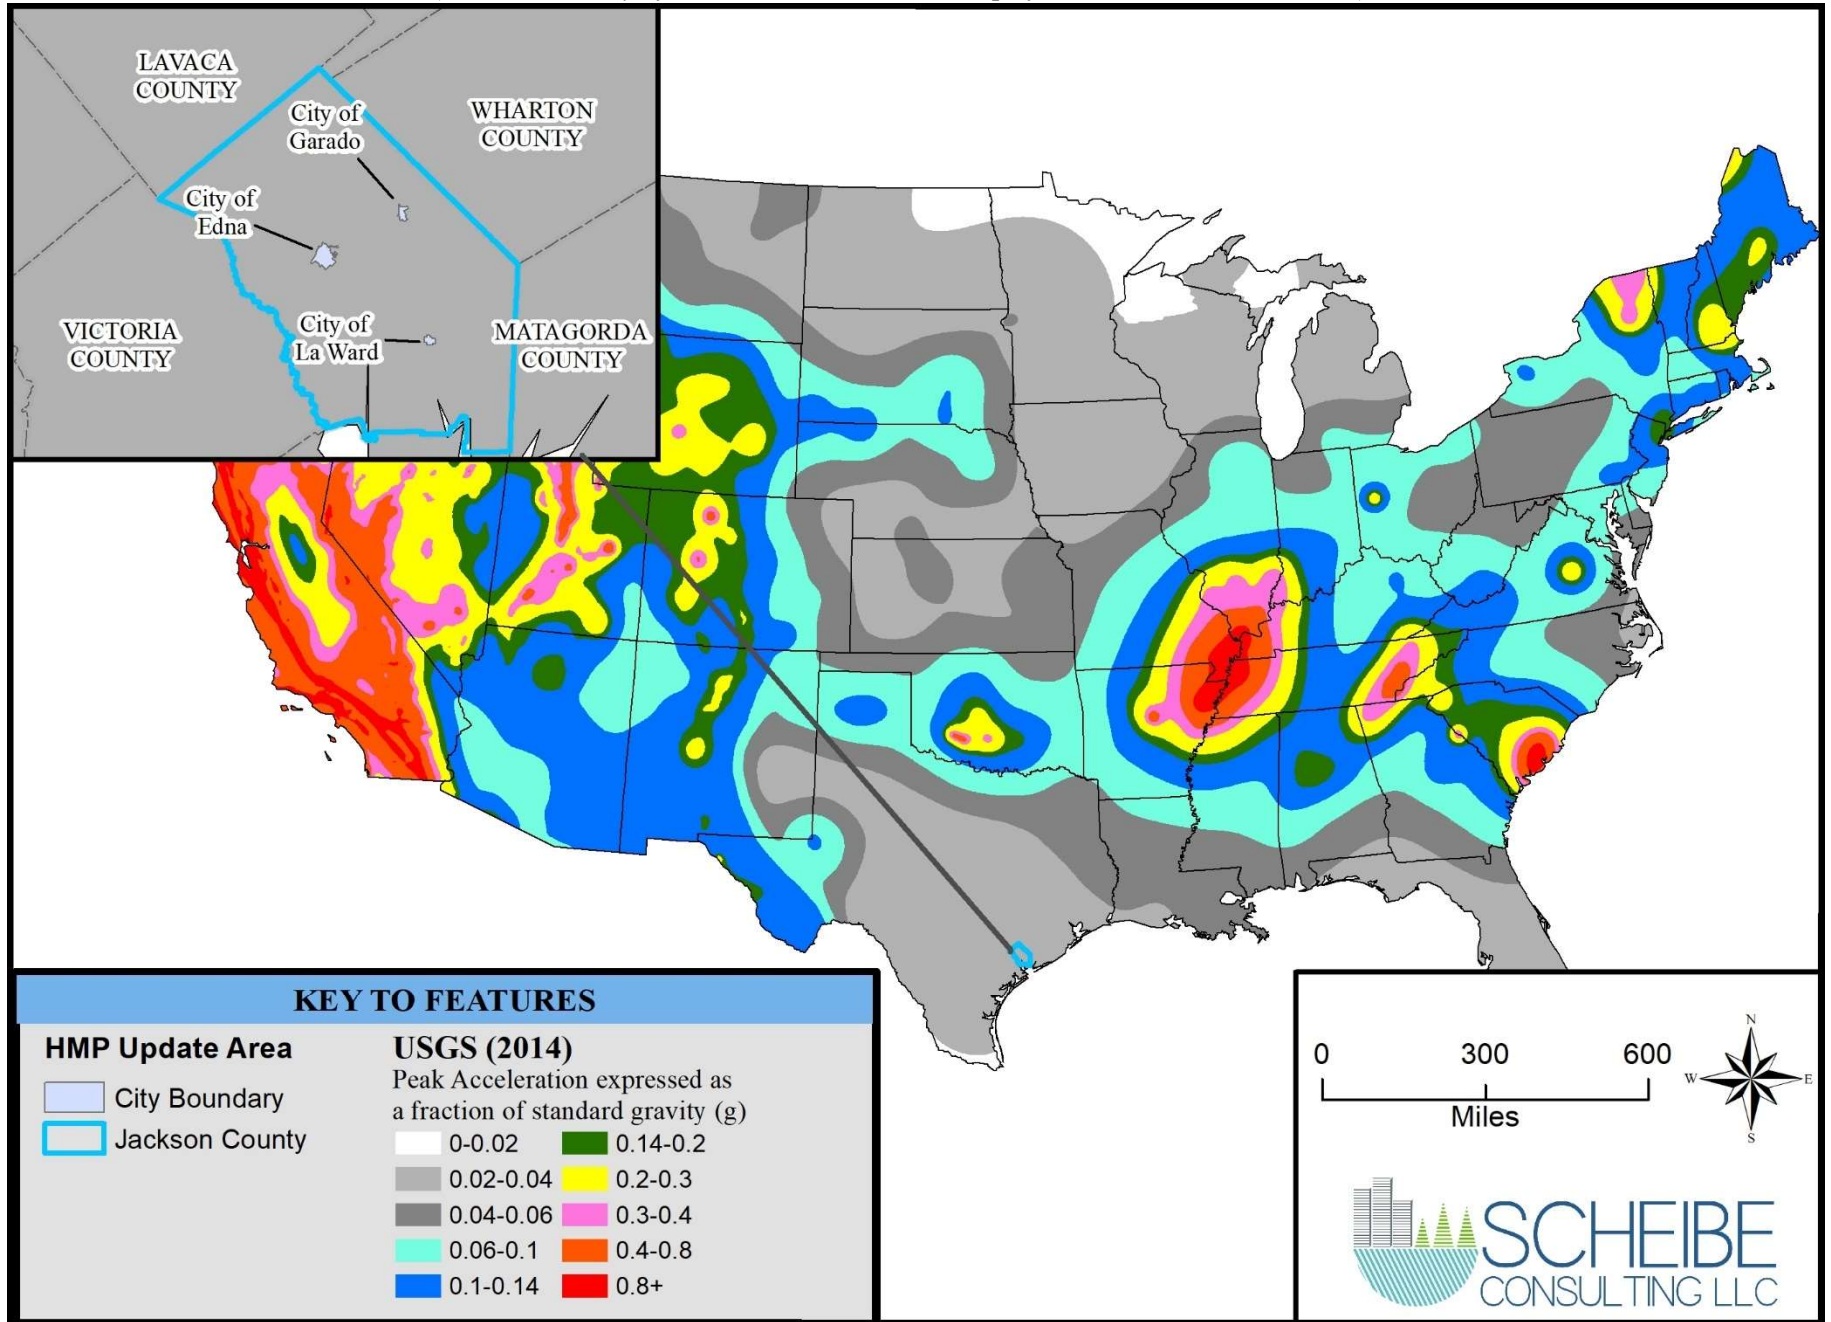 LAVACA
COUNTY
City of
Garado
WHARTON
COUNTY
City of
Edna
VICTORIA
COUNTY
City of
La Ward
MATAGORDA
COUNTY
KEY TO FEATURES
HMP Update Area
City Boundary
Jackson County
USGS (2014)
Peak Acceleration expressed as
a fraction of standard gravity (g)
0-0.02
0.02-0.04
0.04-0.06
0.06-0.1
0.1-0.14
0.14-0.2
0.2-0.3
0.3-0.4
0.4-0.8
0.8+
0 300 600
Miles
N
W E
S
SCHEIBE
CONSULTING LLC